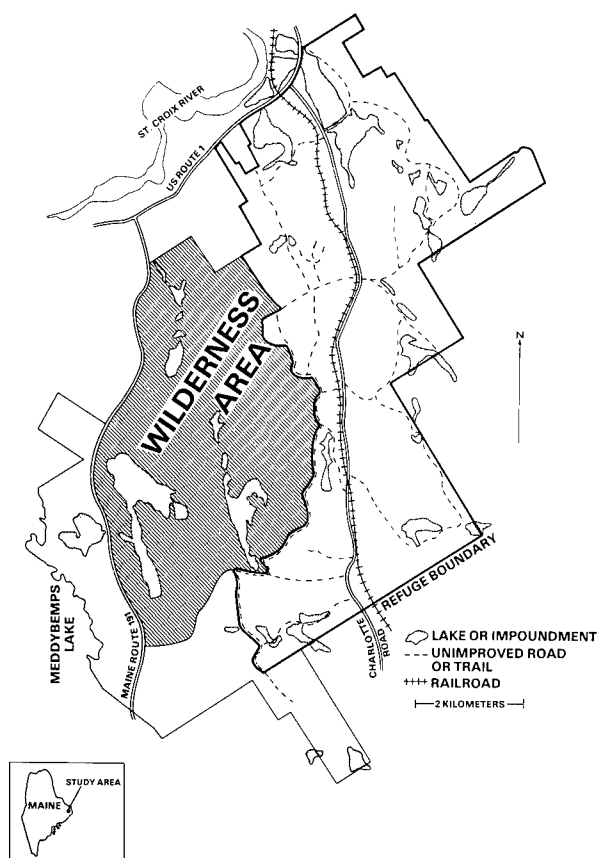 ST. CROIX RIVER
US ROUTE 1
WILDERNESS
AREA
N
MEDDYBEMPS
LAKE
MAINE ROUTE 191
CHARLOTTE
ROAD
REFUGE BOUNDARY
LAKE OR IMPOUNDMENT
UNIMPROVED ROAD
OR TRAIL
RAILROAD
2 KILOMETERS
STUDY AREA
MAINE